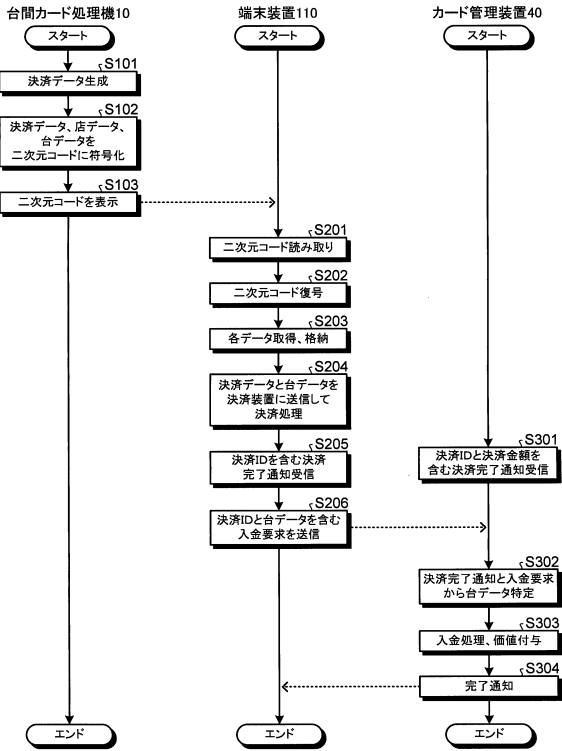 台間カード処理機10
スタート
S101
決済データ生成
S102
決済データ、店データ、
台データを
二次元コードに符号化
S103
二次元コードを表示
エンド
端末装置110
スタート
S201
二次元コード読み取り
S202
二次元コード復号
S203
各データ取得、格納
S204
決済データと台データを
決済装置に送信して
決済処理
S205
決済IDを含む決済
完了通知受信
S206
決済IDと台データを含む
入金要求を送信
エンド
カード管理装置40
スタート
S301
決済IDと決済金額を
含む決済完了通知受信
S302
決済完了通知と入金要求
から台データ特定
S303
入金処理、価値付与
S304
完了通知
エンド